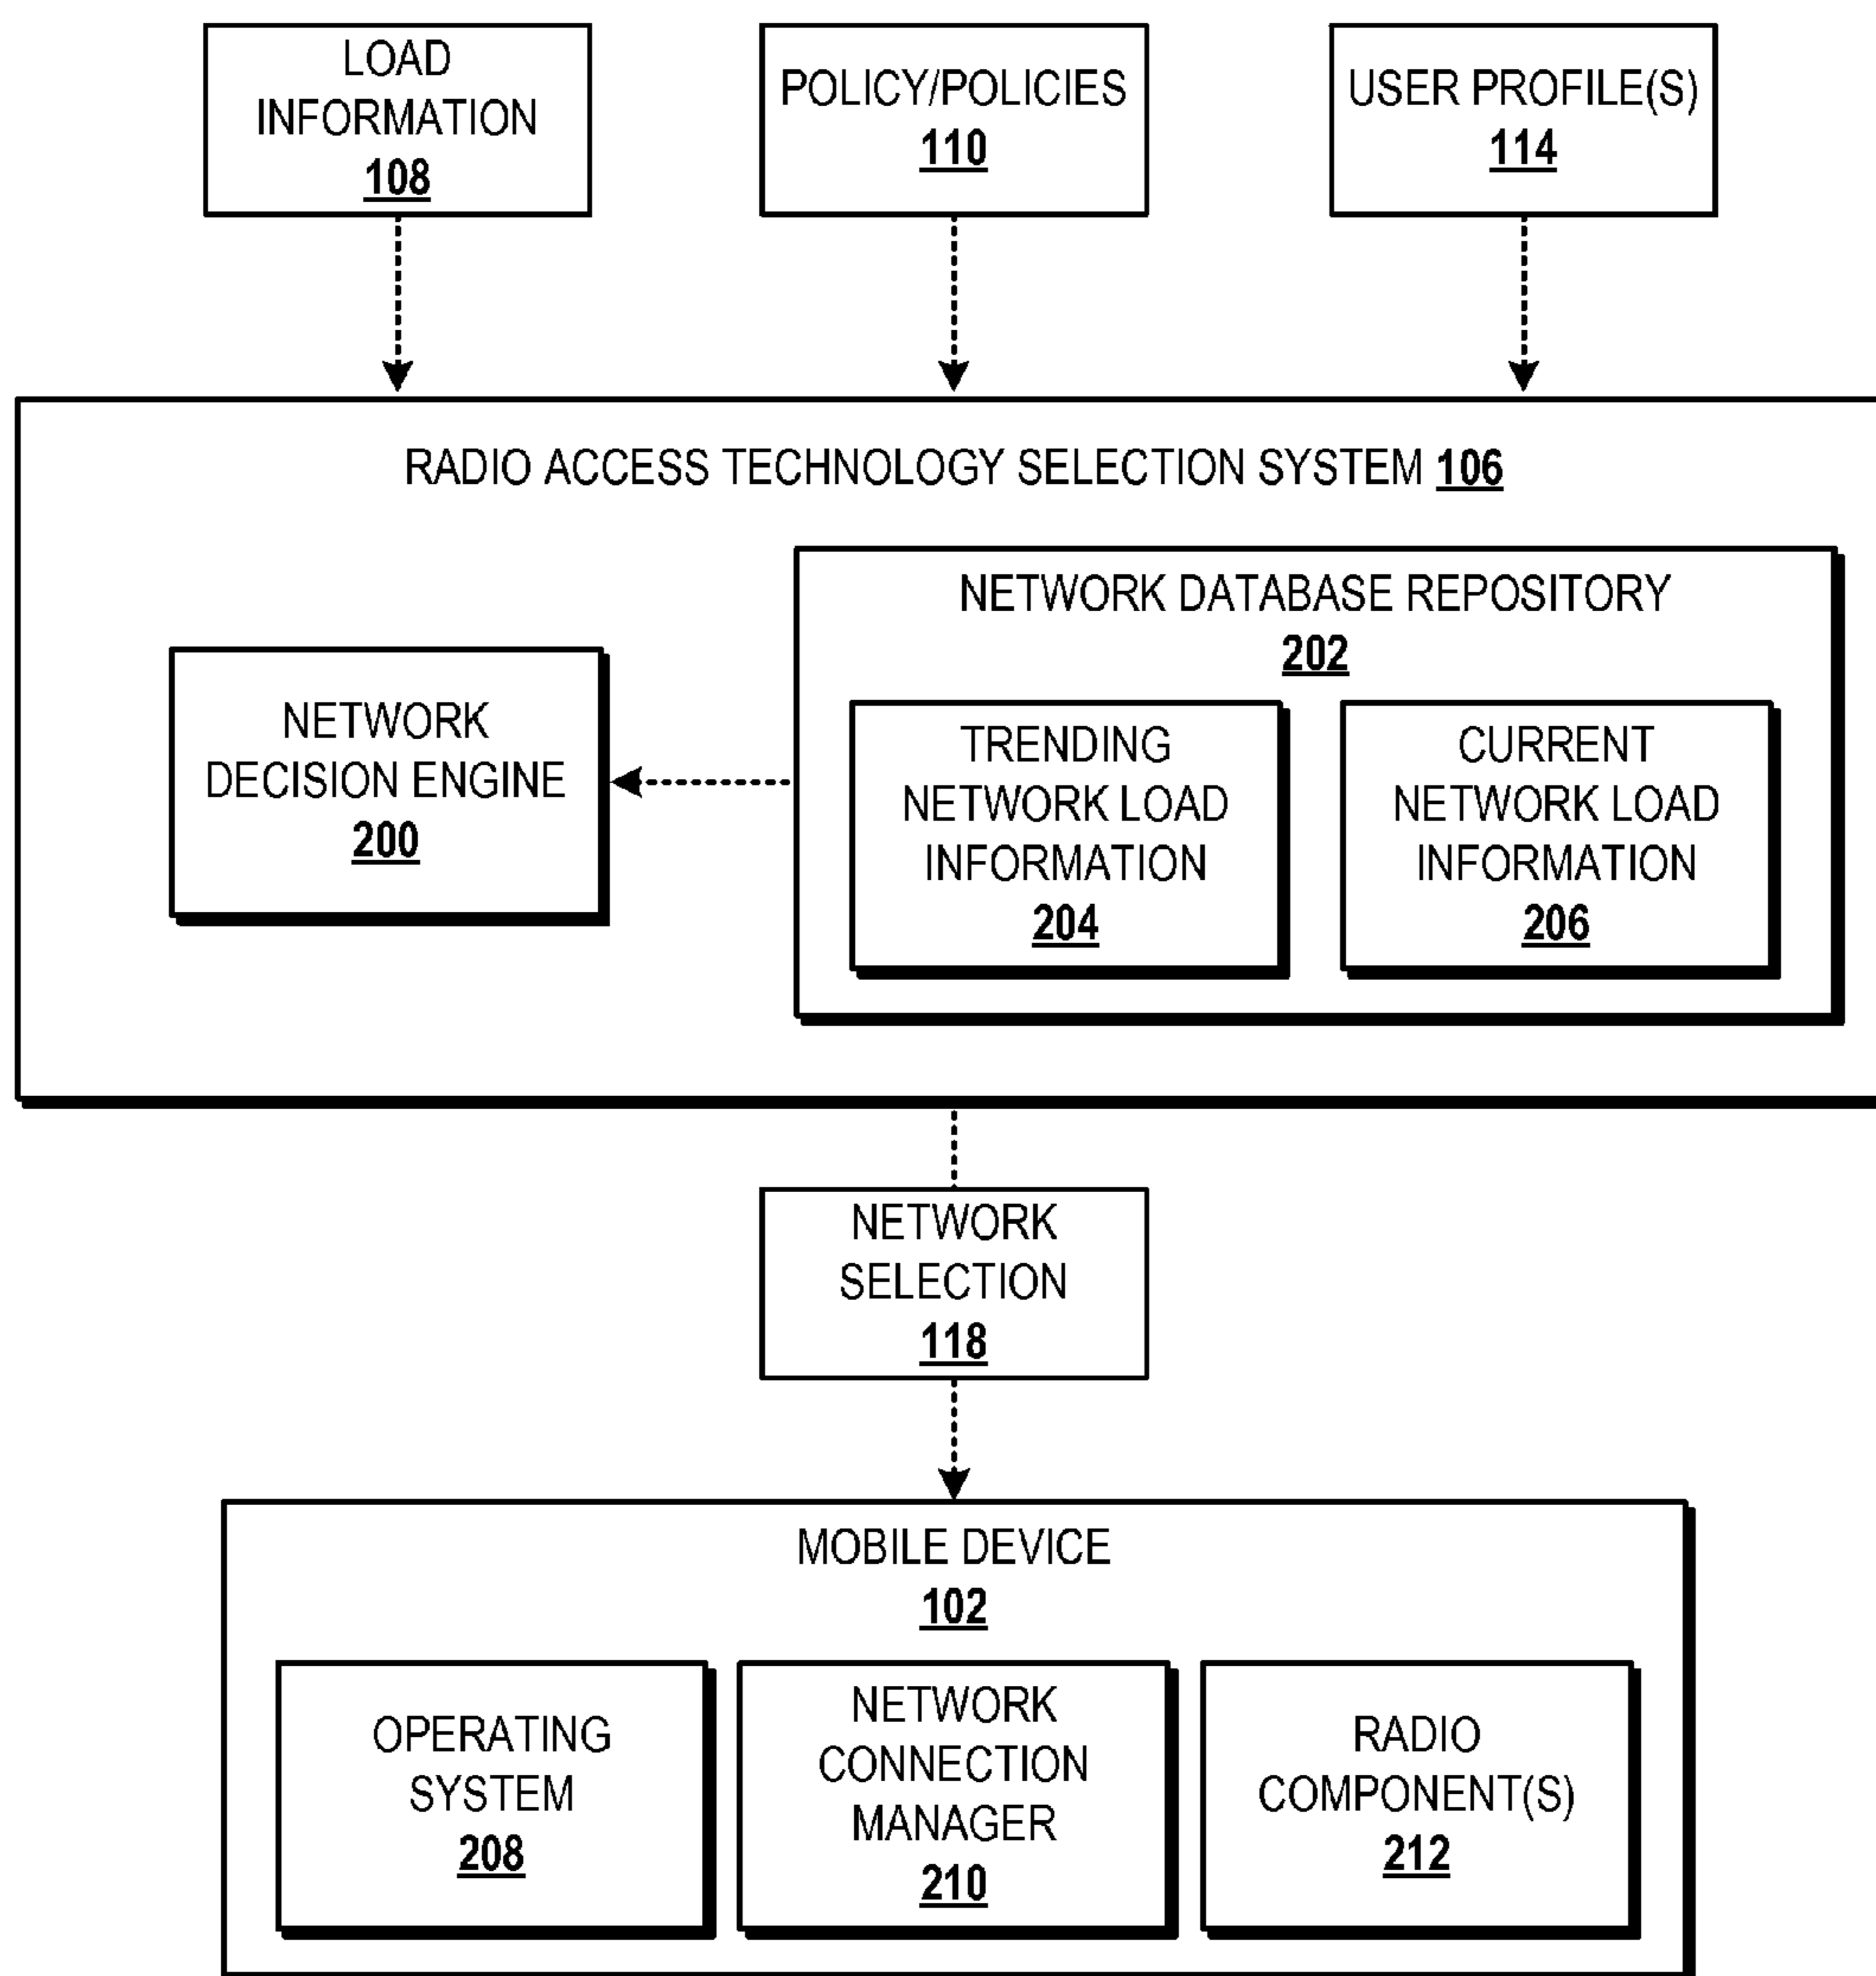 LOAD
INFORMATION
108
POLICY/POLICIES
110
USER PROFILE(S)
114
RADIO ACCESS TECHNOLOGY SELECTION SYSTEM 106
NETWORK DATABASE REPOSITORY
202
NETWORK
DECISION ENGINE
200
TRENDING
NETWORK LOAD
INFORMATION
204
CURRENT
NETWORK LOAD
INFORMATION
206
NETWORK
SELECTION
118
MOBILE DEVICE
102
OPERATING
SYSTEM
208
NETWORK
CONNECTION
MANAGER
210
RADIO
COMPONENT(S)
212